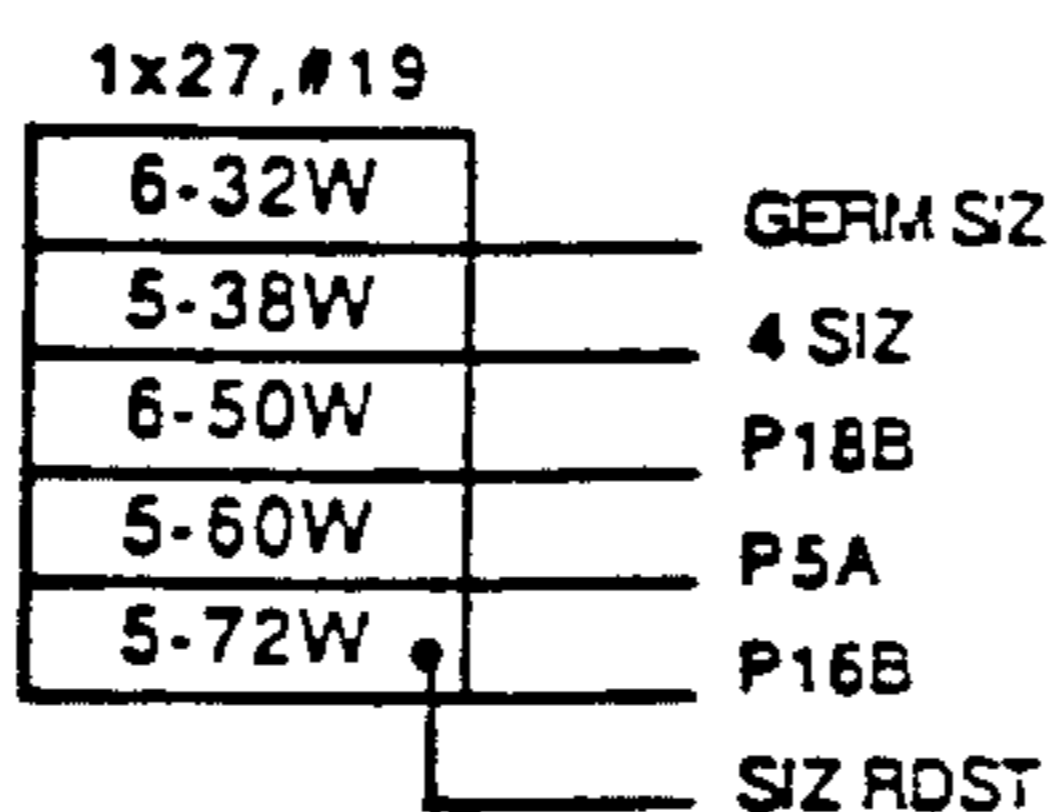 1x27,#19
6-32W
GERM SIZ
5-38W
4 SIZ
6-50W
P18B
5-60W
P5A
5-72W
P16B
SIZ RDST